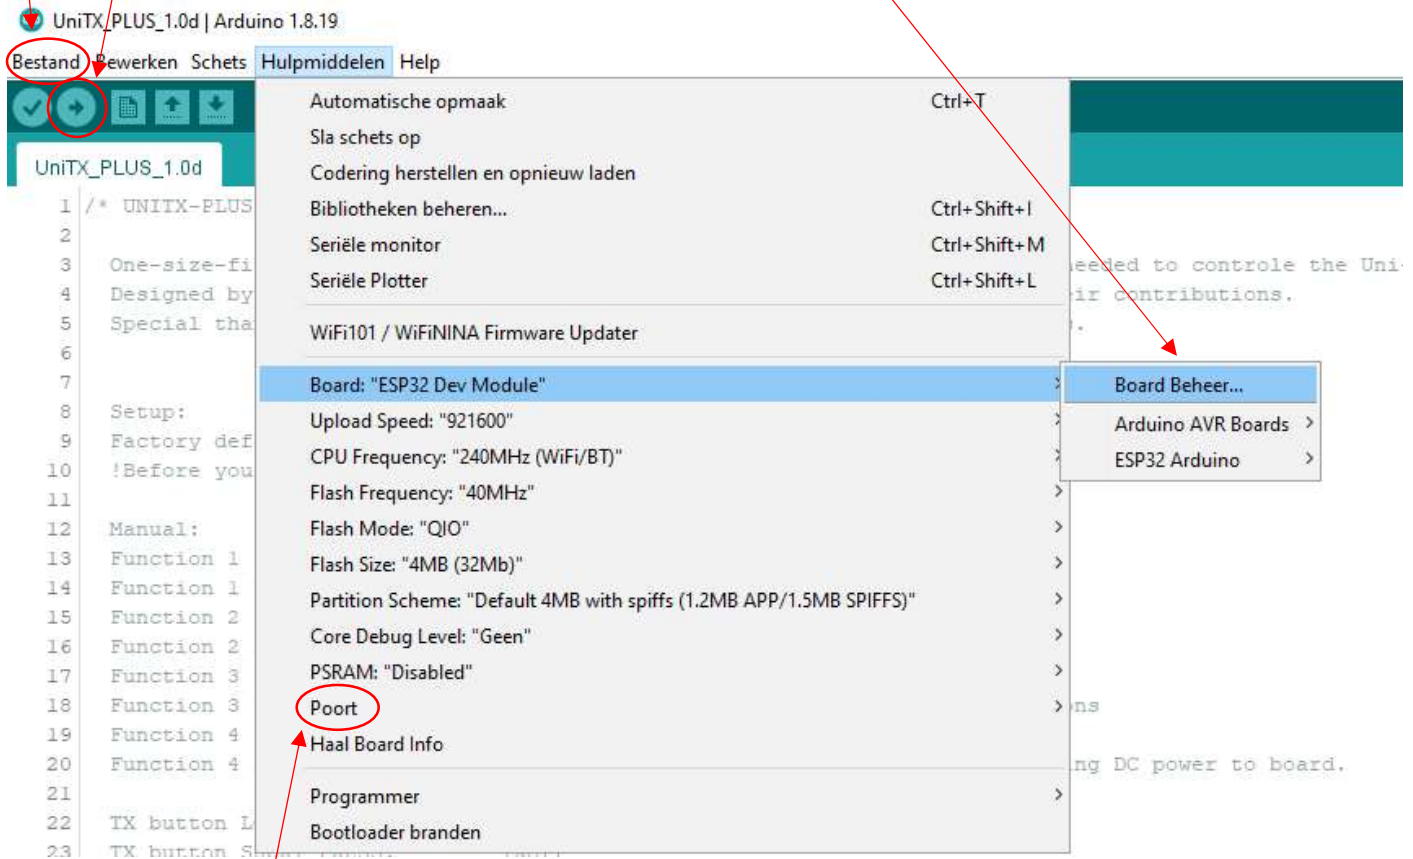 UniTX_PLUS_1.0d | Arduino 1.8.19
Bestand Bewerken Schets Hulpmiddelen Help
UniTX_PLUS_1.0d
Automatische opmaak Ctrl+T
Sla schets op
Codering herstellen en opnieuw laden
Bibliotheken beheren... Ctrl+Shift+I
Seriële monitor Ctrl+Shift+M
Seriële Plotter Ctrl+Shift+L
WiFi101 / WiFiNINA Firmware Updater
Board: "ESP32 Dev Module"
Upload Speed: "921600"
CPU Frequency: "240MHz (WiFi/BT)"
Flash Frequency: "40MHz"
Flash Mode: "QIO"
Flash Size: "4MB (32Mb)"
Partition Scheme: "Default 4MB with spiffs (1.2MB APP/1.5MB SPIFFS)"
Core Debug Level: "Geen"
PSRAM: "Disabled"
Poort
Haal Board Info
Programmer
Bootloader branden
Board Beheer...
Arduino AVR Boards
ESP32 Arduino
1 /* UNITX-PLUS
2
3 One-size-fi eeded to controle the Uni-
4 Designed by ir contributions.
5 Special tha
6
7
8 Setup:
9 Factory def
10 !Before you
11
12 Manual:
13 Function 1
14 Function 1
15 Function 2
16 Function 2
17 Function 3
18 Function 3 ns
19 Function 4
20 Function 4 ng DC power to board.
21
22 TX button L
23 TX button